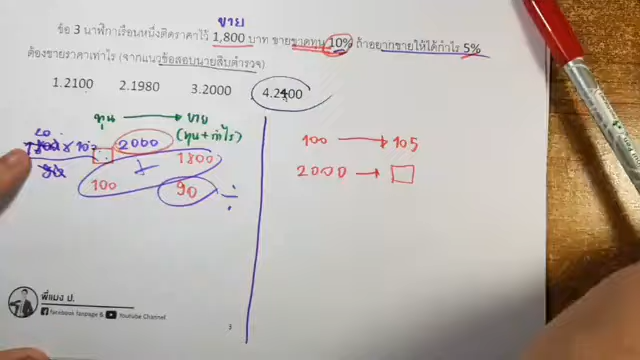 ขาย
ข้อ 3 นาฬิกาเรือนหนึ่งติดราคาไว้ 1,800 บาท ขายขาดทุน 10% ถ้าอยากขายให้ได้กำไร 5%
ต้องขายราคาเท่าไร (จากแนวข้อสอบนายสิบตำรวจ)
1.2100 2.1980 3.2000 4.2400
ทุน → ขาย
(ทุน+กำไร)
20
2000
1800
100 90 ÷
100 → 105
2000 → □
พี่แมง ป.
facebook fanpage & Youtube Channel
3